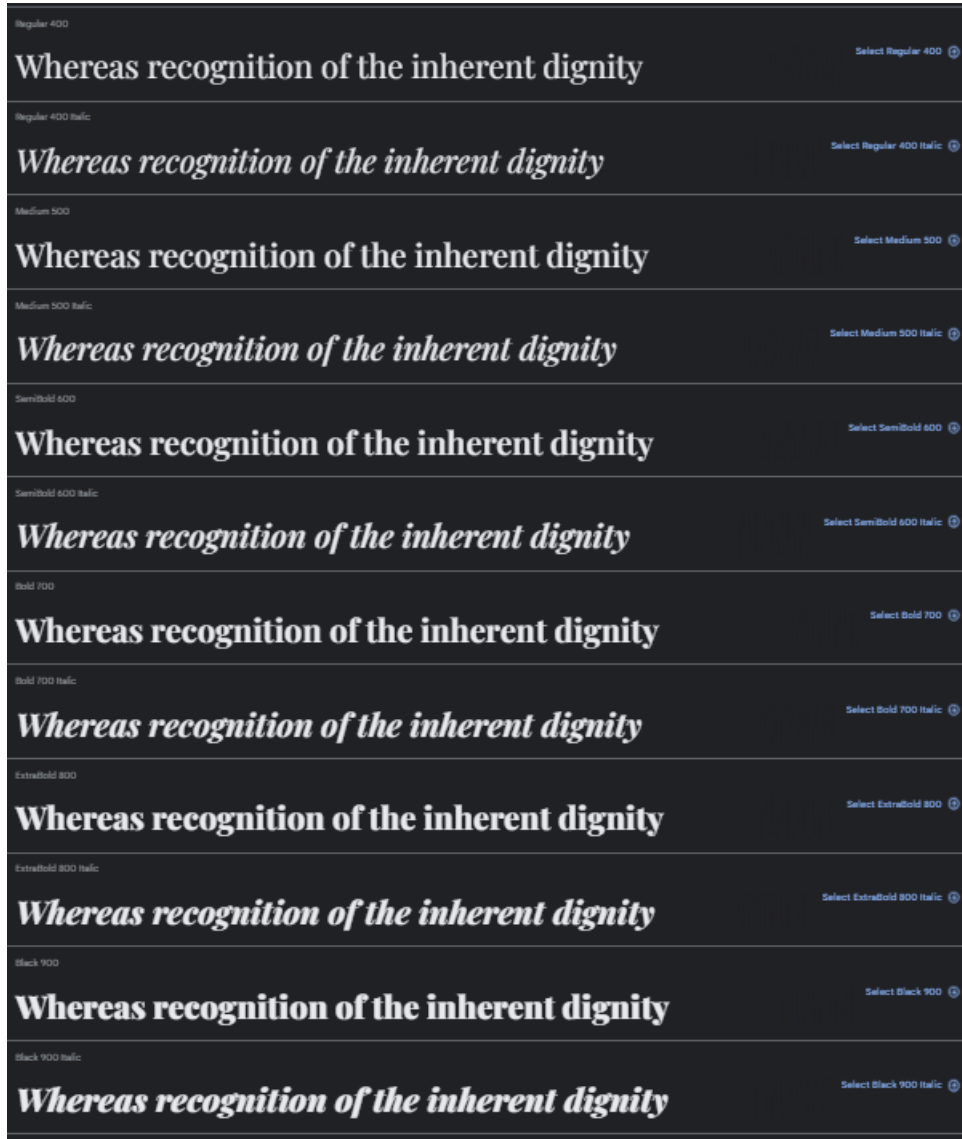 Regular 400
Select Regular 400
Whereas recognition of the inherent dignity
Regular 400 Italic
Select Regular 400 Italic
Whereas recognition of the inherent dignity
Medium 500
Select Medium 500
Whereas recognition of the inherent dignity
Medium 500 Italic
Select Medium 500 Italic
Whereas recognition of the inherent dignity
SemiBold 600
Select SemiBold 600
Whereas recognition of the inherent dignity
SemiBold 600 Italic
Select SemiBold 600 Italic
Whereas recognition of the inherent dignity
Bold 700
Select Bold 700
Whereas recognition of the inherent dignity
Bold 700 Italic
Select Bold 700 Italic
Whereas recognition of the inherent dignity
ExtraBold 800
Select ExtraBold 800
Whereas recognition of the inherent dignity
ExtraBold 800 Italic
Select ExtraBold 800 Italic
Whereas recognition of the inherent dignity
Black 900
Select Black 900
Whereas recognition of the inherent dignity
Black 900 Italic
Select Black 900 Italic
Whereas recognition of the inherent dignity